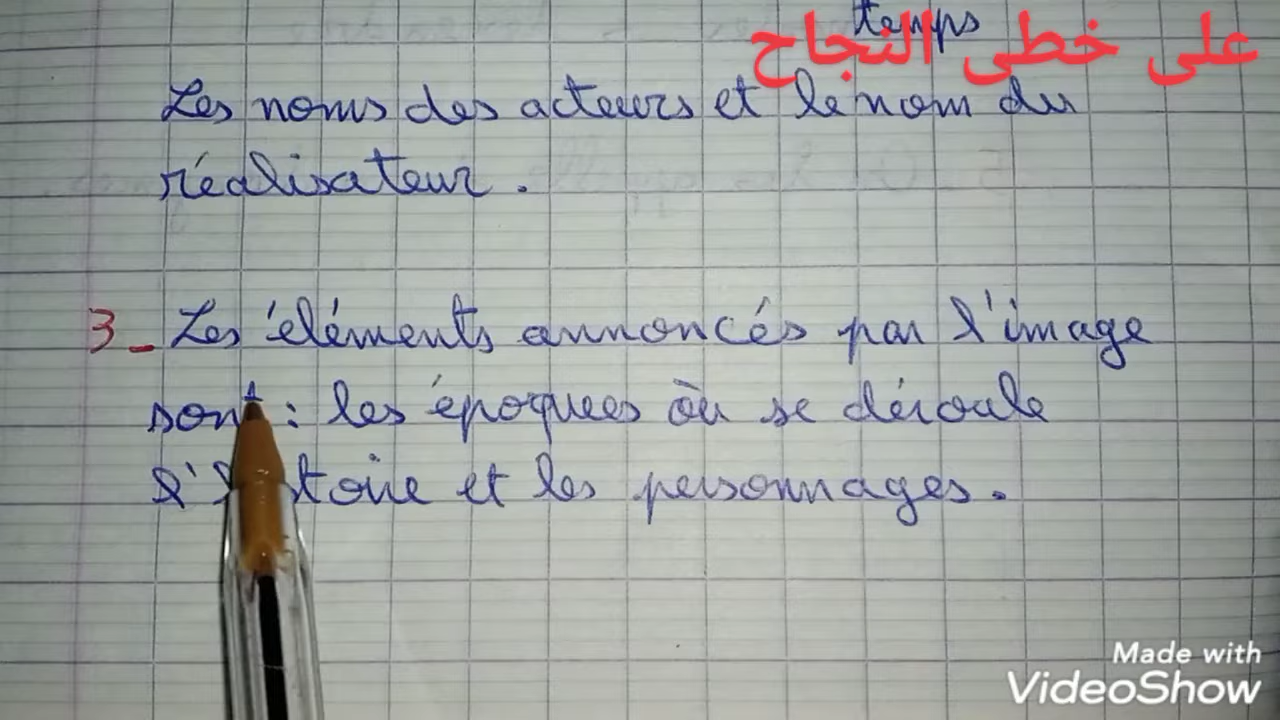 temps
على خطى النجاح
Les noms des acteurs et le nom du
réalisateur.
3_ Les éléments annoncés par l'image
sont : les époquees où se déroule
et les personnages.
Made with
VideoShow